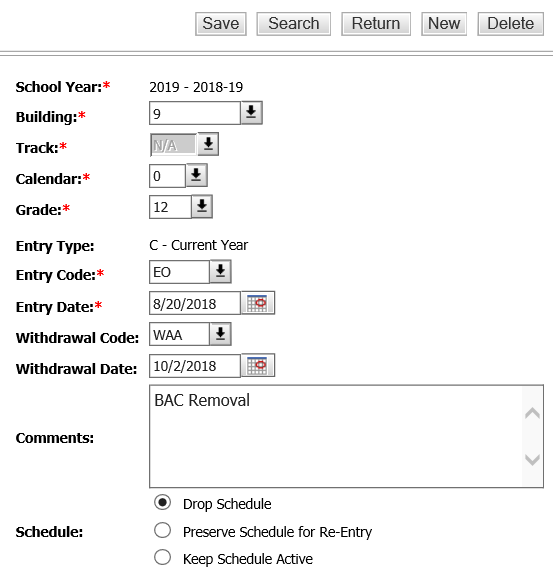 Save Search Return New Delete
School Year:* 2019 - 2018-19
Building:* 9
Track:* N/A
Calendar:* 0
Grade:* 12
Entry Type: C - Current Year
Entry Code:* EO
Entry Date:* 8/20/2018
Withdrawal Code: WAA
Withdrawal Date: 10/2/2018
Comments: BAC Removal
Schedule: Drop Schedule
Preserve Schedule for Re-Entry
Keep Schedule Active